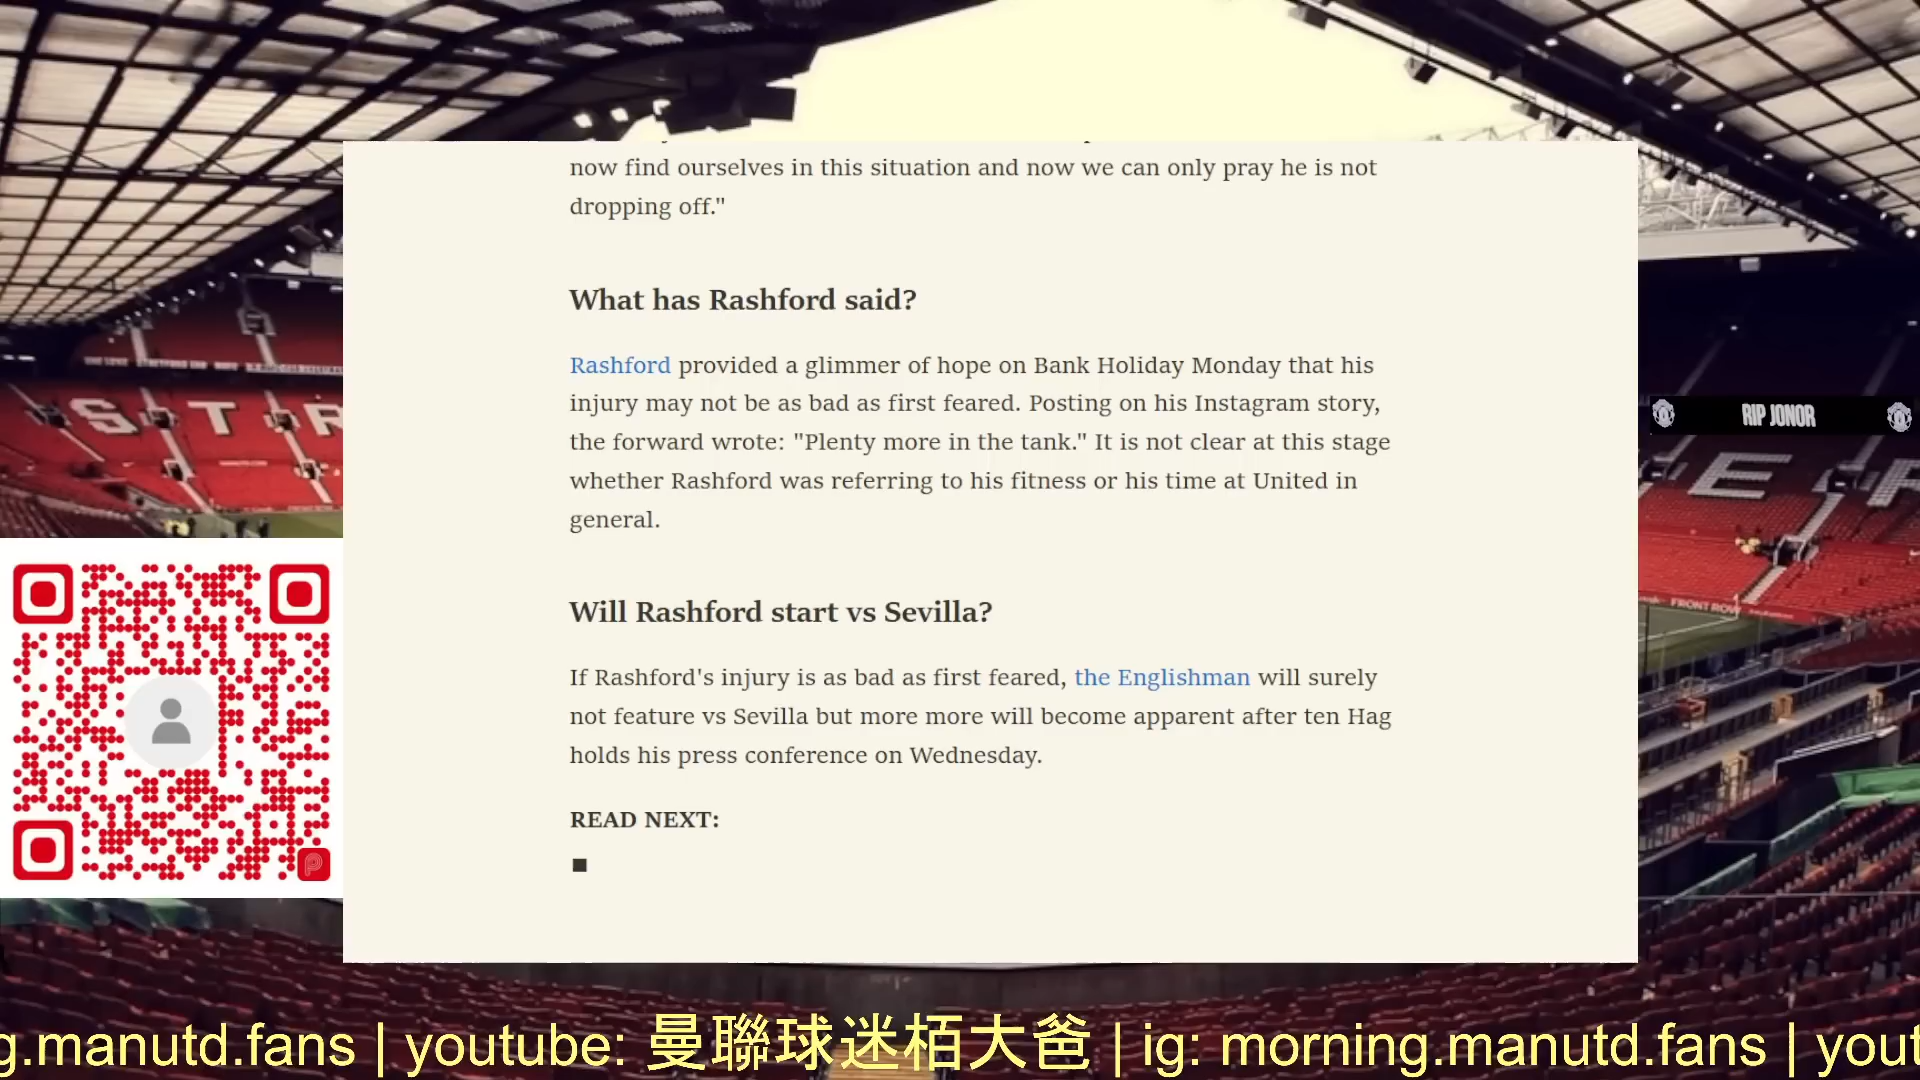 now find ourselves in this situation and now we can only pray he is not
dropping off."
What has Rashford said?
Rashford provided a glimmer of hope on Bank Holiday Monday that his
injury may not be as bad as first feared. Posting on his Instagram story,
the forward wrote: "Plenty more in the tank." It is not clear at this stage
whether Rashford was referring to his fitness or his time at United in
general.
Will Rashford start vs Sevilla?
If Rashford's injury is as bad as first feared, the Englishman will surely
not feature vs Sevilla but more more will become apparent after ten Hag
holds his press conference on Wednesday.
READ NEXT:
STR
RIP JONOR
ER
FRONT ROW
g.manutd.fans | youtube: 曼聯球迷栢大爸 | ig: morning.manutd.fans | yout